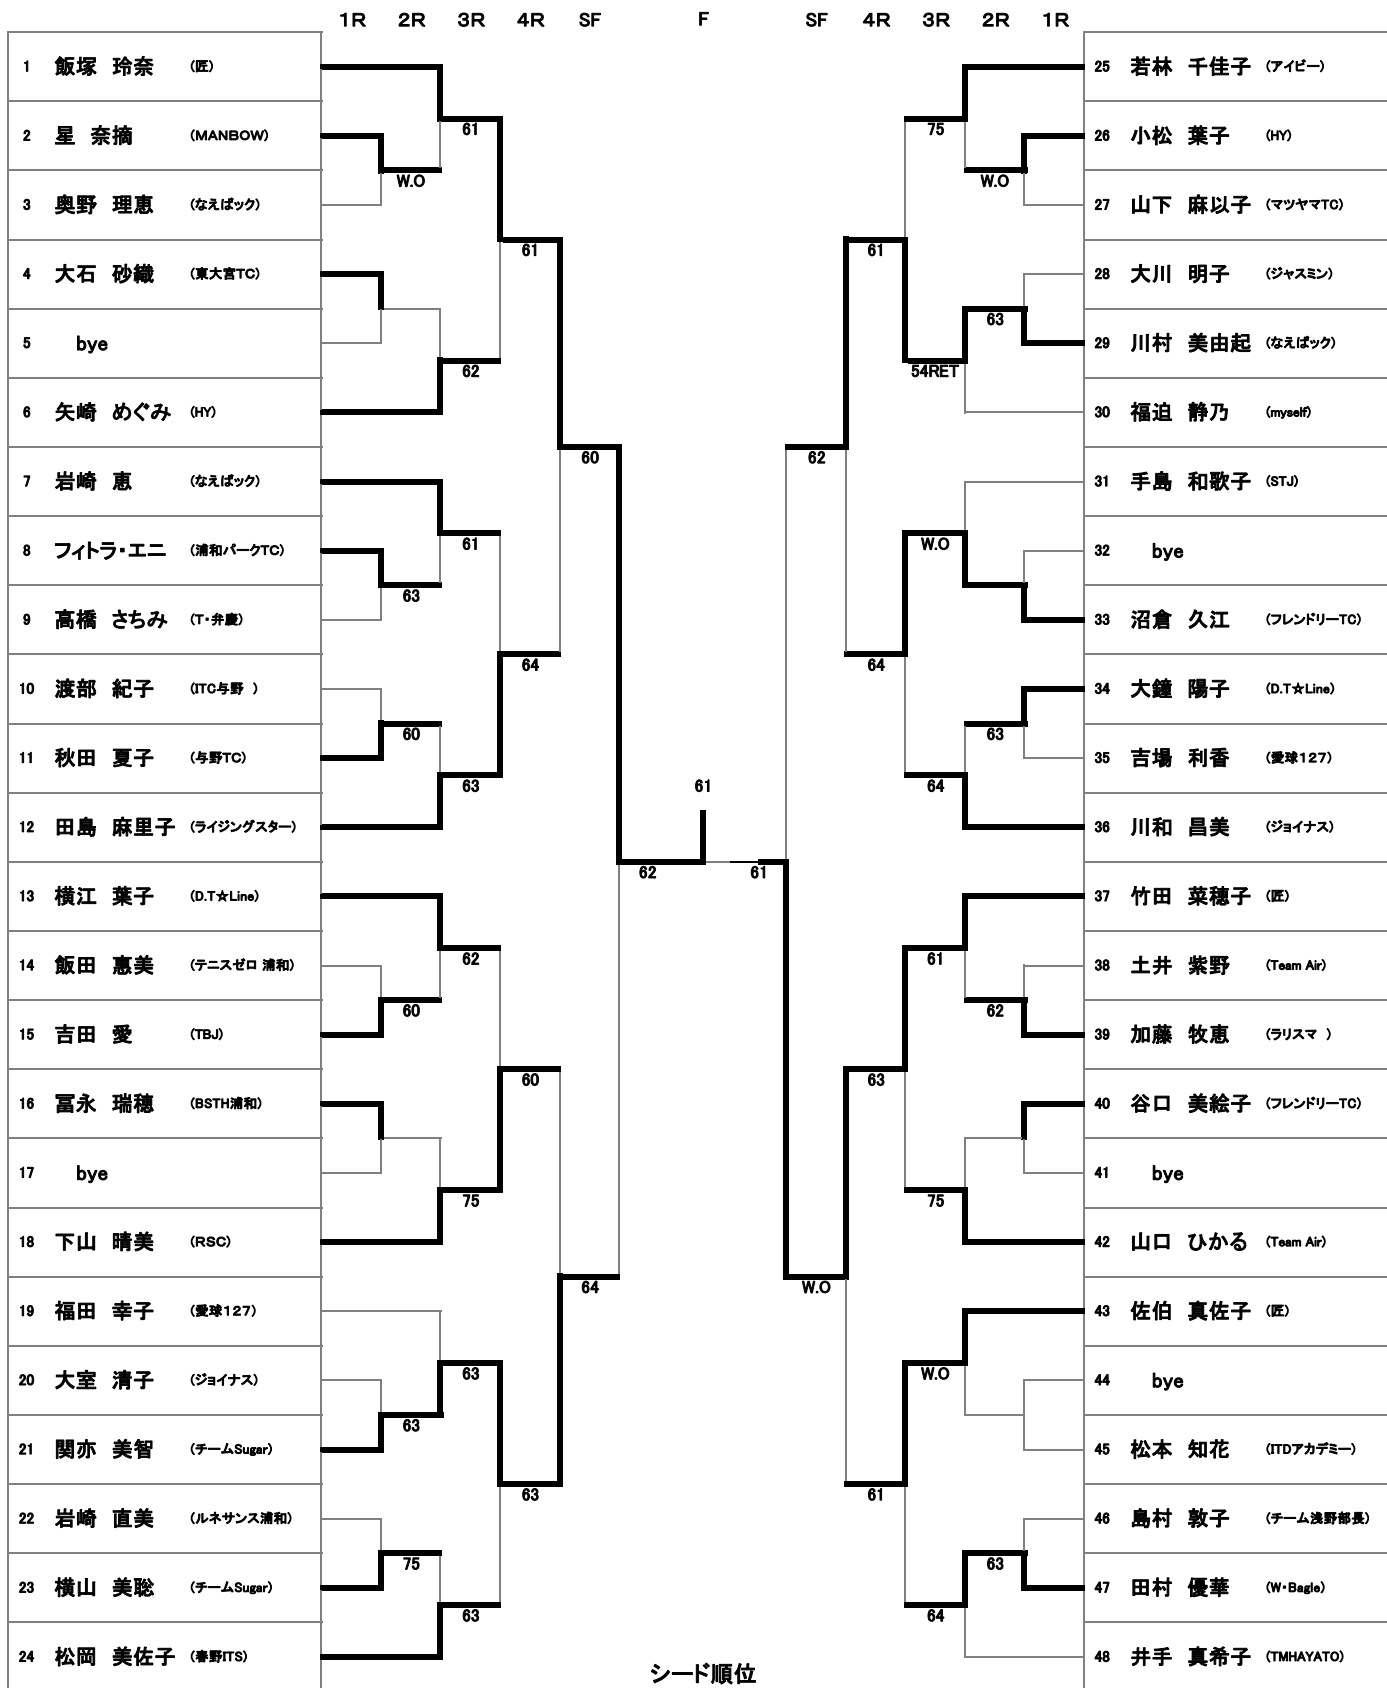 1R 2R 3R 4R SF F SF 4R 3R 2R 1R
1 飯塚 玲奈 (匠)
2 星 奈摘 (MANBOW)
3 奥野 理恵 (なえぱック)
4 大石 砂織 (東大宮TC)
5 bye
6 矢崎 めぐみ (HY)
7 岩崎 恵 (なえぱック)
8 フィトラ・エニ (浦和パークTC)
9 高橋 さちみ (T・弁慶)
10 渡部 紀子 (ITC与野 )
11 秋田 夏子 (与野TC)
12 田島 麻里子 (ライジングスター)
13 横江 葉子 (D.T☆Line)
14 飯田 恵美 (テニスゼロ 浦和)
15 吉田 愛 (TBJ)
16 冨永 瑞穂 (BSTH浦和)
17 bye
18 下山 晴美 (RSC)
19 福田 幸子 (愛球127)
20 大室 清子 (ジョイナス)
21 関亦 美智 (チームSugar)
22 岩崎 直美 (ルネサンス浦和)
23 横山 美聡 (チームSugar)
24 松岡 美佐子 (春野ITS)
W.O
63
60
60
63
75
61
62
61
63
62
75
63
63
61
64
60
63
60
64
62
61
61
62
W.O
61
64
63
61
75
54RET
W.O
64
61
75
W.O
64
W.O
63
63
62
63
25 若林 千佳子 (アイビー)
26 小松 葉子 (HY)
27 山下 麻以子 (マツヤマTC)
28 大川 明子 (ジャスミン)
29 川村 美由起 (なえぱック)
30 福迫 静乃 (myself)
31 手島 和歌子 (STJ)
32 bye
33 沼倉 久江 (フレンドリーTC)
34 大鐘 陽子 (D.T☆Line)
35 吉場 利香 (愛球127)
36 川和 昌美 (ジョイナス)
37 竹田 菜穂子 (匠)
38 土井 紫野 (Team Air)
39 加藤 牧恵 (ラリスマ )
40 谷口 美絵子 (フレンドリーTC)
41 bye
42 山口 ひかる (Team Air)
43 佐伯 真佐子 (匠)
44 bye
45 松本 知花 (ITDアカデミー)
46 島村 敦子 (チーム浅野部長)
47 田村 優華 (W・Bagle)
48 井手 真希子 (TMHAYATO)
シード順位